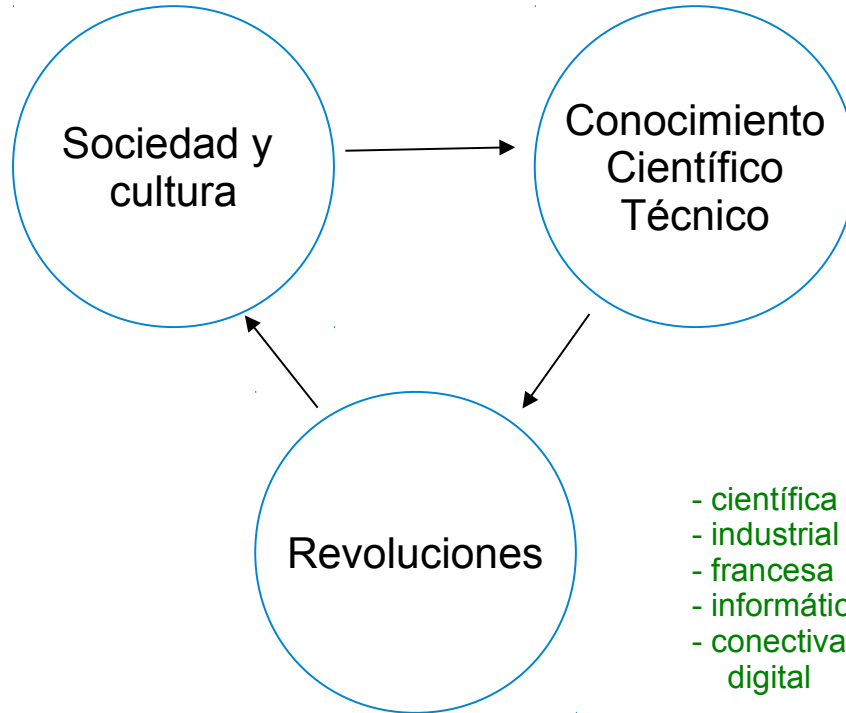 Sociedad y
cultura
Conocimiento
Científico
Técnico
Revoluciones
- científica
- industrial
- francesa
- informátic
- conectiva
digital